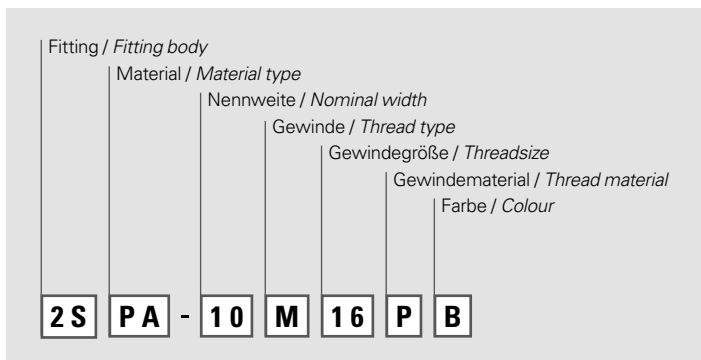 Fitting / Fitting body
Material / Material type
Nennweite / Nominal width
Gewinde / Thread type
Gewindegröße / Threadsize
Gewindematerial / Thread material
Farbe / Colour
2S PA - 10 M 16 P B